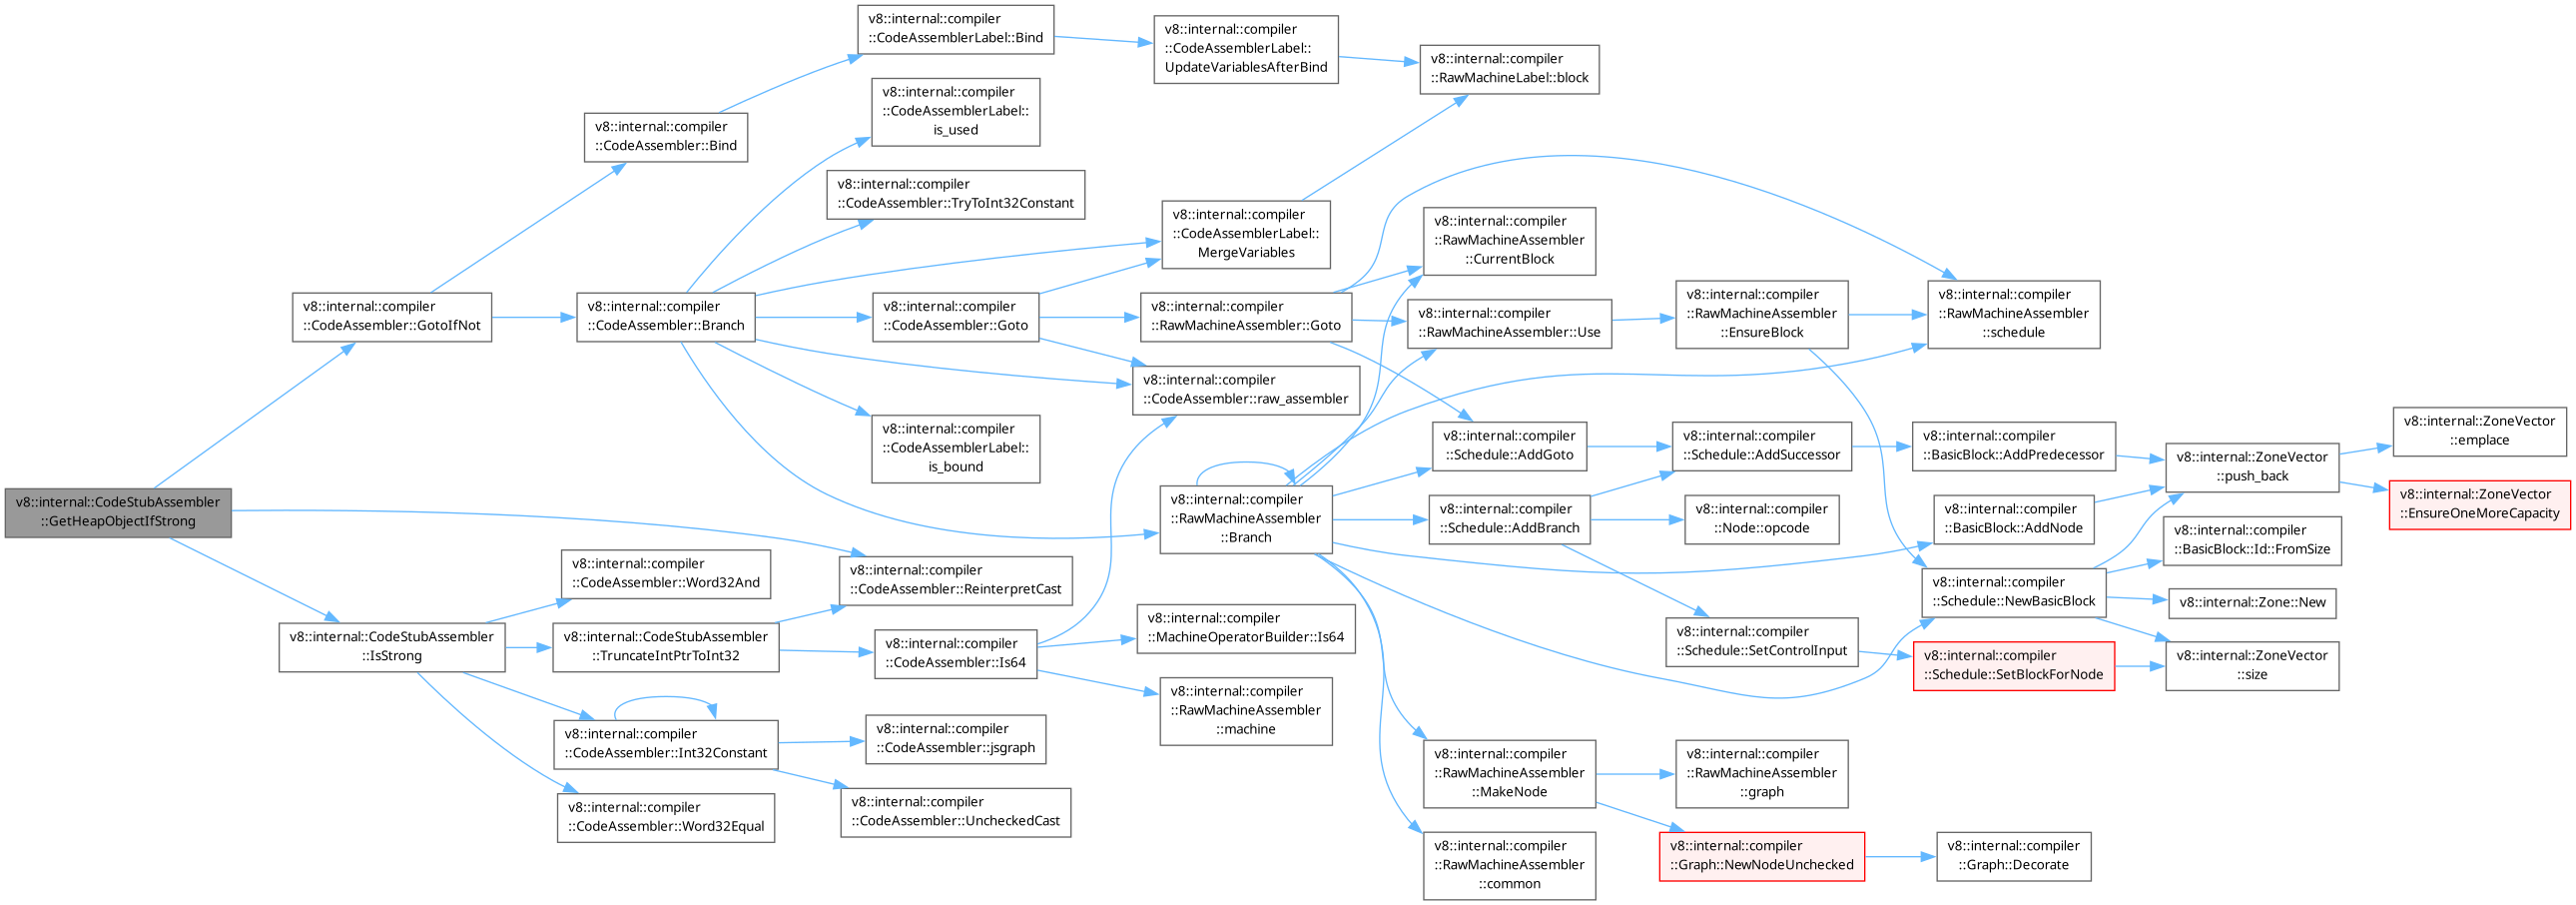 v8::internal::CodeStubAssembler
::GetHeapObjectIfStrong
v8::internal::compiler
::CodeAssembler::GotoIfNot
v8::internal::CodeStubAssembler
::IsStrong
v8::internal::compiler
::CodeAssembler::Bind
v8::internal::compiler
::CodeAssembler::Branch
v8::internal::compiler
::CodeAssembler::Word32And
v8::internal::CodeStubAssembler
::TruncateIntPtrToInt32
v8::internal::compiler
::CodeAssembler::Int32Constant
v8::internal::compiler
::CodeAssembler::Word32Equal
v8::internal::compiler
::CodeAssemblerLabel::Bind
v8::internal::compiler
::CodeAssemblerLabel::
is_used
v8::internal::compiler
::CodeAssembler::TryToInt32Constant
v8::internal::compiler
::CodeAssembler::Goto
v8::internal::compiler
::CodeAssemblerLabel::
is_bound
v8::internal::compiler
::CodeAssembler::ReinterpretCast
v8::internal::compiler
::CodeAssembler::Is64
v8::internal::compiler
::CodeAssembler::jsgraph
v8::internal::compiler
::CodeAssembler::UncheckedCast
v8::internal::compiler
::CodeAssemblerLabel::
UpdateVariablesAfterBind
v8::internal::compiler
::CodeAssemblerLabel::
MergeVariables
v8::internal::compiler
::RawMachineAssembler::Goto
v8::internal::compiler
::CodeAssembler::raw_assembler
v8::internal::compiler
::RawMachineAssembler
::Branch
v8::internal::compiler
::MachineOperatorBuilder::Is64
v8::internal::compiler
::RawMachineAssembler
::machine
v8::internal::compiler
::RawMachineLabel::block
v8::internal::compiler
::RawMachineAssembler
::CurrentBlock
v8::internal::compiler
::RawMachineAssembler::Use
v8::internal::compiler
::Schedule::AddGoto
v8::internal::compiler
::Schedule::AddBranch
v8::internal::compiler
::RawMachineAssembler
::MakeNode
v8::internal::compiler
::RawMachineAssembler
::common
v8::internal::compiler
::RawMachineAssembler
::EnsureBlock
v8::internal::compiler
::Schedule::AddSuccessor
v8::internal::compiler
::Node::opcode
v8::internal::compiler
::Schedule::SetControlInput
v8::internal::compiler
::RawMachineAssembler
::graph
v8::internal::compiler
::Graph::NewNodeUnchecked
v8::internal::compiler
::RawMachineAssembler
::schedule
v8::internal::compiler
::BasicBlock::AddPredecessor
v8::internal::compiler
::BasicBlock::AddNode
v8::internal::compiler
::Schedule::NewBasicBlock
v8::internal::compiler
::Schedule::SetBlockForNode
v8::internal::compiler
::Graph::Decorate
v8::internal::ZoneVector
::push_back
v8::internal::compiler
::BasicBlock::Id::FromSize
v8::internal::Zone::New
v8::internal::ZoneVector
::size
v8::internal::ZoneVector
::emplace
v8::internal::ZoneVector
::EnsureOneMoreCapacity